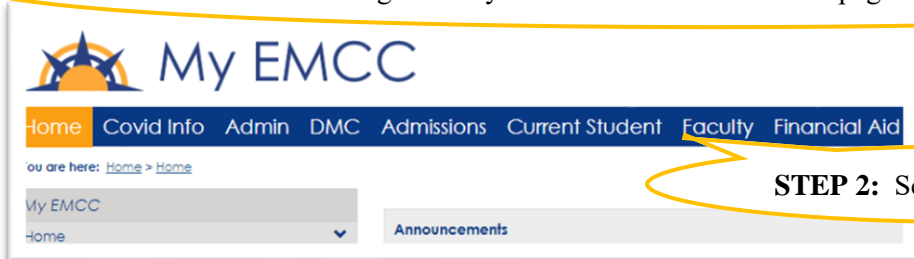 My EMCC
Home Covid Info Admin DMC Admissions Current Student Faculty Financial Aid
You are here: Home > Home
STEP 2:
My EMCC
Home
Announcements